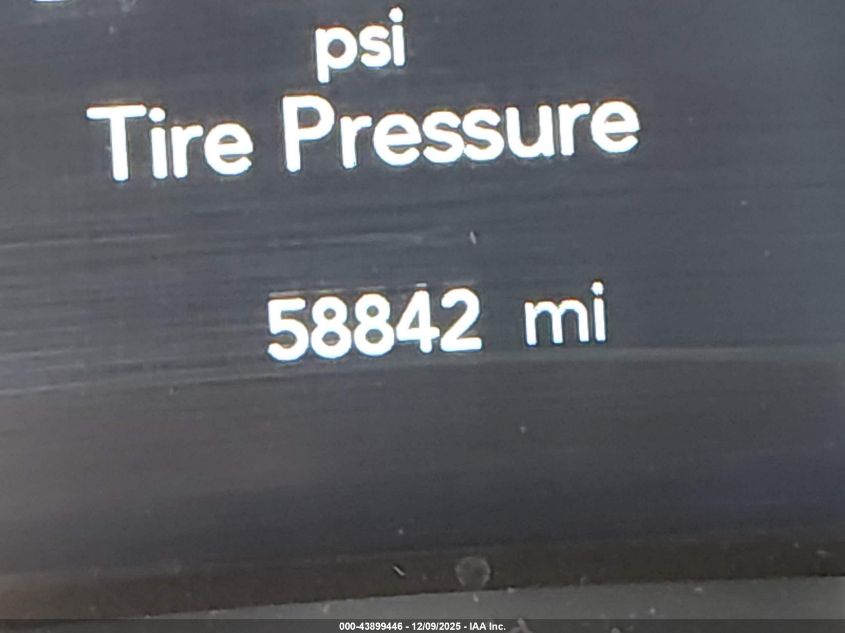 psi
Tire Pressure
58842 mi
000-43899446 - 12/09/2025 - IAA Inc.